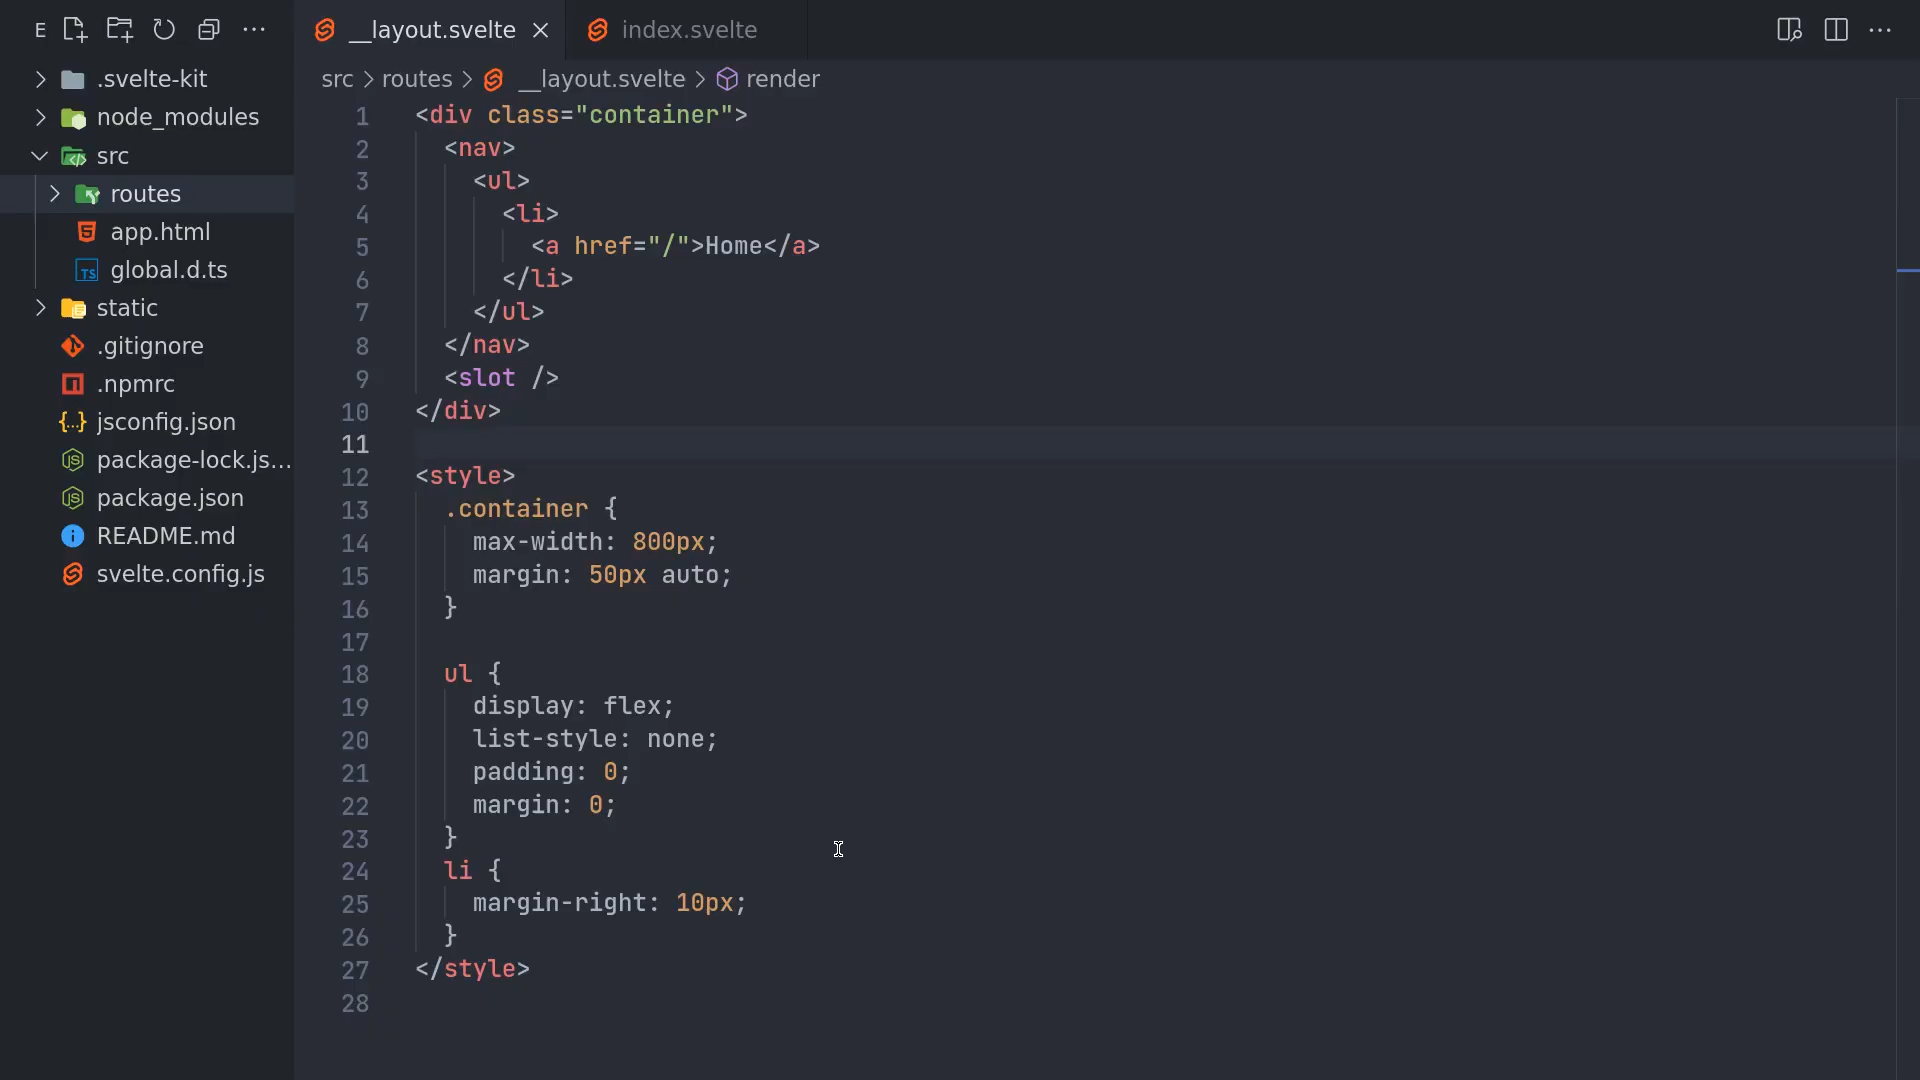 E
.svelte-kit
node_modules
src
routes
app.html
global.d.ts
static
.gitignore
.npmrc
jsconfig.json
package-lock.js...
package.json
README.md
svelte.config.js
__layout.svelte
index.svelte
src > routes > __layout.svelte > render
1 <div class="container">
2   <nav>
3     <ul>
4       <li>
5         <a href="/">Home</a>
6       </li>
7     </ul>
8   </nav>
9   <slot />
10 </div>
11
12 <style>
13   .container {
14     max-width: 800px;
15     margin: 50px auto;
16   }
17
18   ul {
19     display: flex;
20     list-style: none;
21     padding: 0;
22     margin: 0;
23   }
24   li {
25     margin-right: 10px;
26   }
27 </style>
28